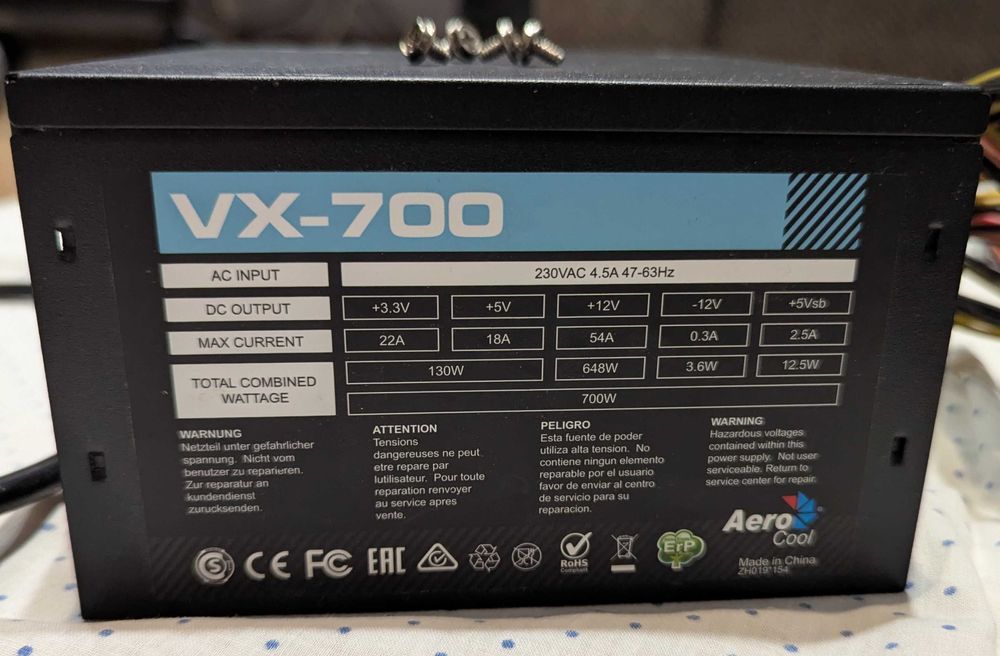 VX-700
AC INPUT 230VAC 4.5A 47-63Hz
DC OUTPUT +3.3V +5V +12V -12V +5Vsb
MAX CURRENT 22A 18A 54A 0.3A 2.5A
TOTAL COMBINED
WATTAGE
130W 648W 3.6W 12.5W
700W
WARNUNG
Netzteil unter gefahrlicher
spannung. Nicht vom
benutzer zu reparieren.
Zur reparatur an
kundendienst
zurucksenden.
ATTENTION
Tensions
dangereuses ne peut
etre repare par
lutilisateur. Pour toute
reparation renvoyer
au service apres
vente.
PELIGRO
Esta fuente de poder
utiliza alta tension. No
contiene ningun elemento
reparable por el usuario
favor de enviar al centro
de servicio para su
reparacion.
WARNING
Hazardous voltages
contained within this
power supply. Not user
serviceable. Return to
service center for repair.
Aero
Cool
S CE FC EAC
RoHS
Compliant
ErP
Made in China
ZH019*154